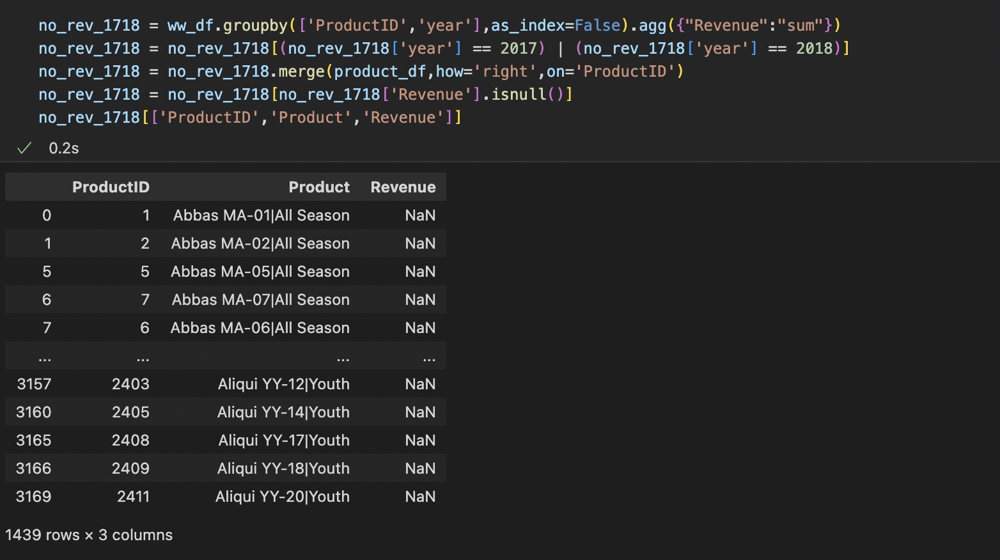 no_rev_1718 = ww_df.groupby(['ProductID','year'],as_index=False).agg({"Revenue":"sum"})
no_rev_1718 = no_rev_1718[(no_rev_1718['year'] == 2017) | (no_rev_1718['year'] == 2018)]
no_rev_1718 = no_rev_1718.merge(product_df,how='right',on='ProductID')
no_rev_1718 = no_rev_1718[no_rev_1718['Revenue'].isnull()]
no_rev_1718[['ProductID','Product','Revenue']]
0.2s
ProductID Product Revenue
0 1 Abbas MA-01|All Season NaN
1 2 Abbas MA-02|All Season NaN
5 5 Abbas MA-05|All Season NaN
6 7 Abbas MA-07|All Season NaN
7 6 Abbas MA-06|All Season NaN
... ... ... ...
3157 2403 Aliqui YY-12|Youth NaN
3160 2405 Aliqui YY-14|Youth NaN
3165 2408 Aliqui YY-17|Youth NaN
3166 2409 Aliqui YY-18|Youth NaN
3169 2411 Aliqui YY-20|Youth NaN
1439 rows × 3 columns